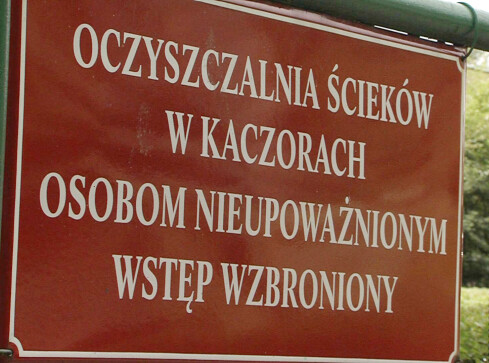 OCZYSZCZALNIA ŚCIEKÓW
W KACZORACH
OSOBOM NIEUPOWAŻNIONYM
WSTĘP WZBRONIONY